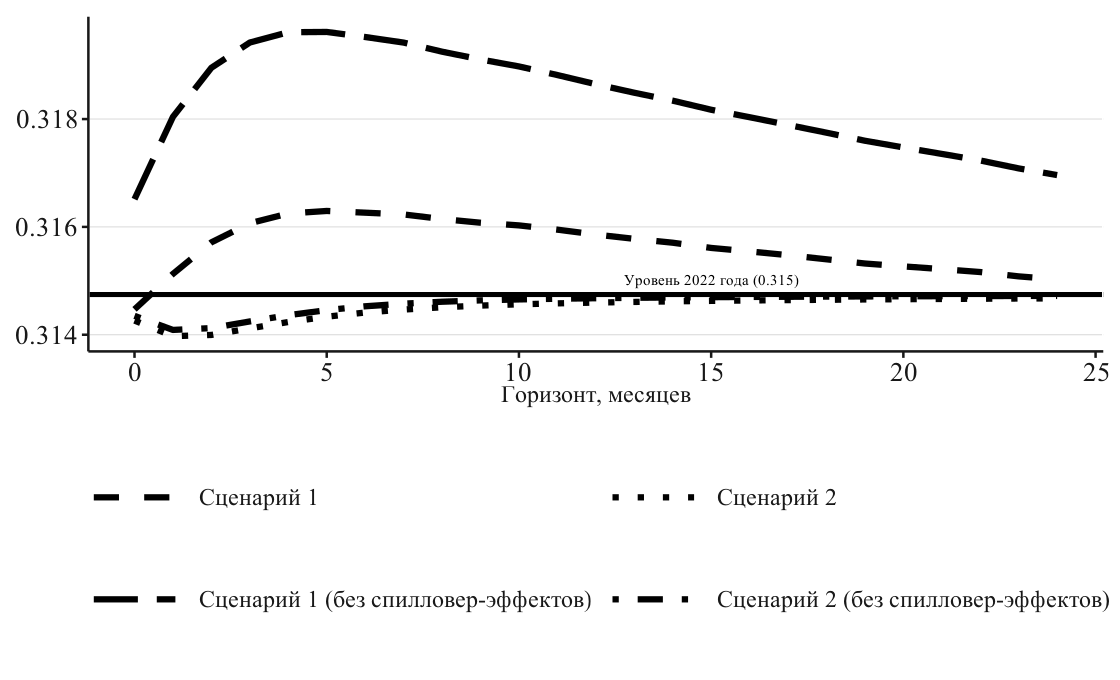 0.318
0.316
Уровень 2022 года (0.315)
0.314
0 5 10 15 20 25
Горизонт, месяцев
Сценарий 1 Сценарий 2
Сценарий 1 (без спилловер-эффектов) Сценарий 2 (без спилловер-эффектов)